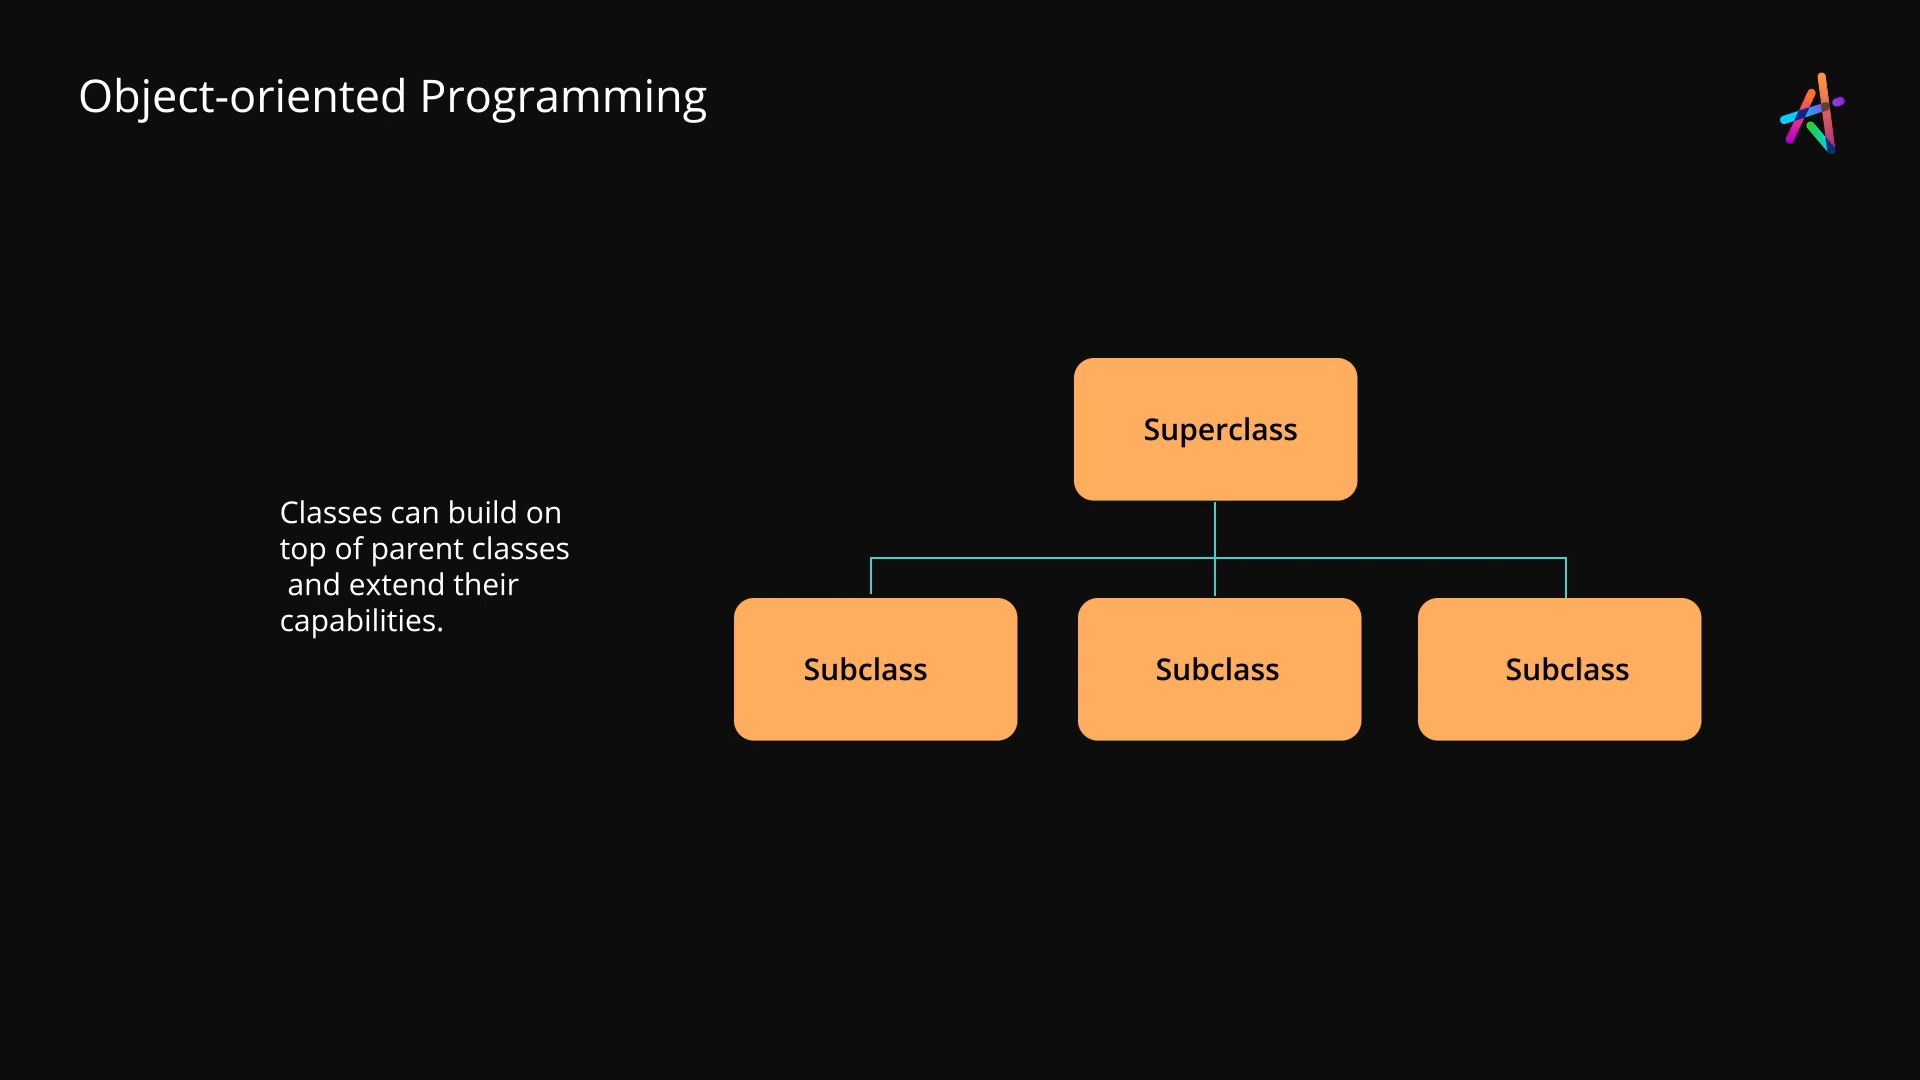 Object-oriented Programming
Classes can build on
top of parent classes
and extend their
capabilities.
Superclass
Subclass
Subclass
Subclass